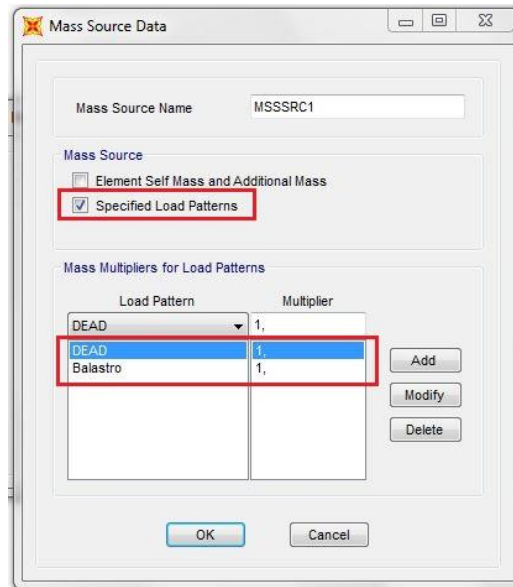 Mass Source Data
Mass Source Name MSSSRC1
Mass Source
Element Self Mass and Additional Mass
Specified Load Patterns
Mass Multipliers for Load Patterns
Load Pattern Multiplier
DEAD 1,
DEAD 1,
Balastro 1,
Add
Modify
Delete
OK Cancel